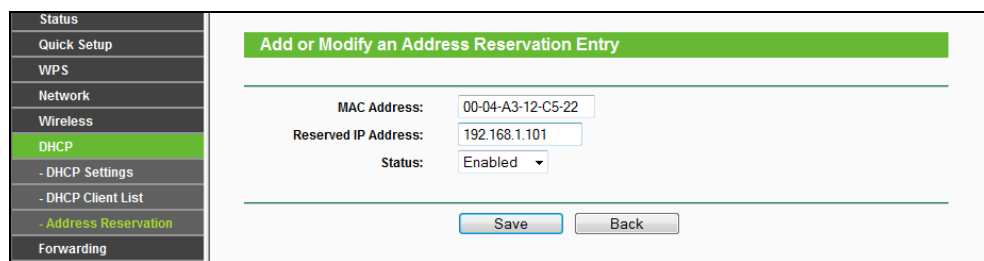 Status
Quick Setup
WPS
Network
Wireless
DHCP
- DHCP Settings
- DHCP Client List
- Address Reservation
Forwarding
Add or Modify an Address Reservation Entry
MAC Address: 00-04-A3-12-C5-22
Reserved IP Address: 192.168.1.101
Status: Enabled
Save Back